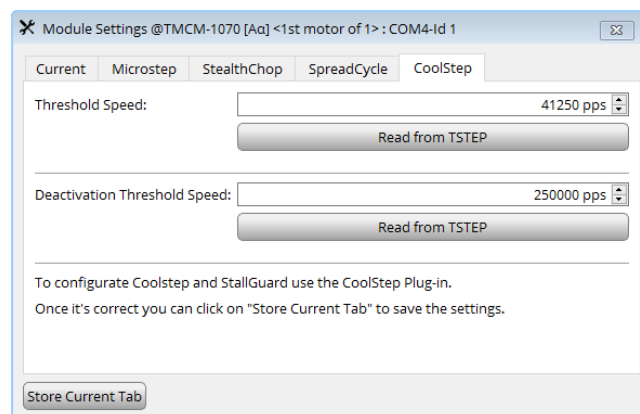 Module Settings @TMCM-1070 [Aα] <1st motor of 1> : COM4-Id 1
Current Microstep StealthChop SpreadCycle CoolStep
Threshold Speed: 41250 pps
Read from TSTEP
Deactivation Threshold Speed: 250000 pps
Read from TSTEP
To configurate Coolstep and StallGuard use the CoolStep Plug-in.
Once it's correct you can click on "Store Current Tab" to save the settings.
Store Current Tab